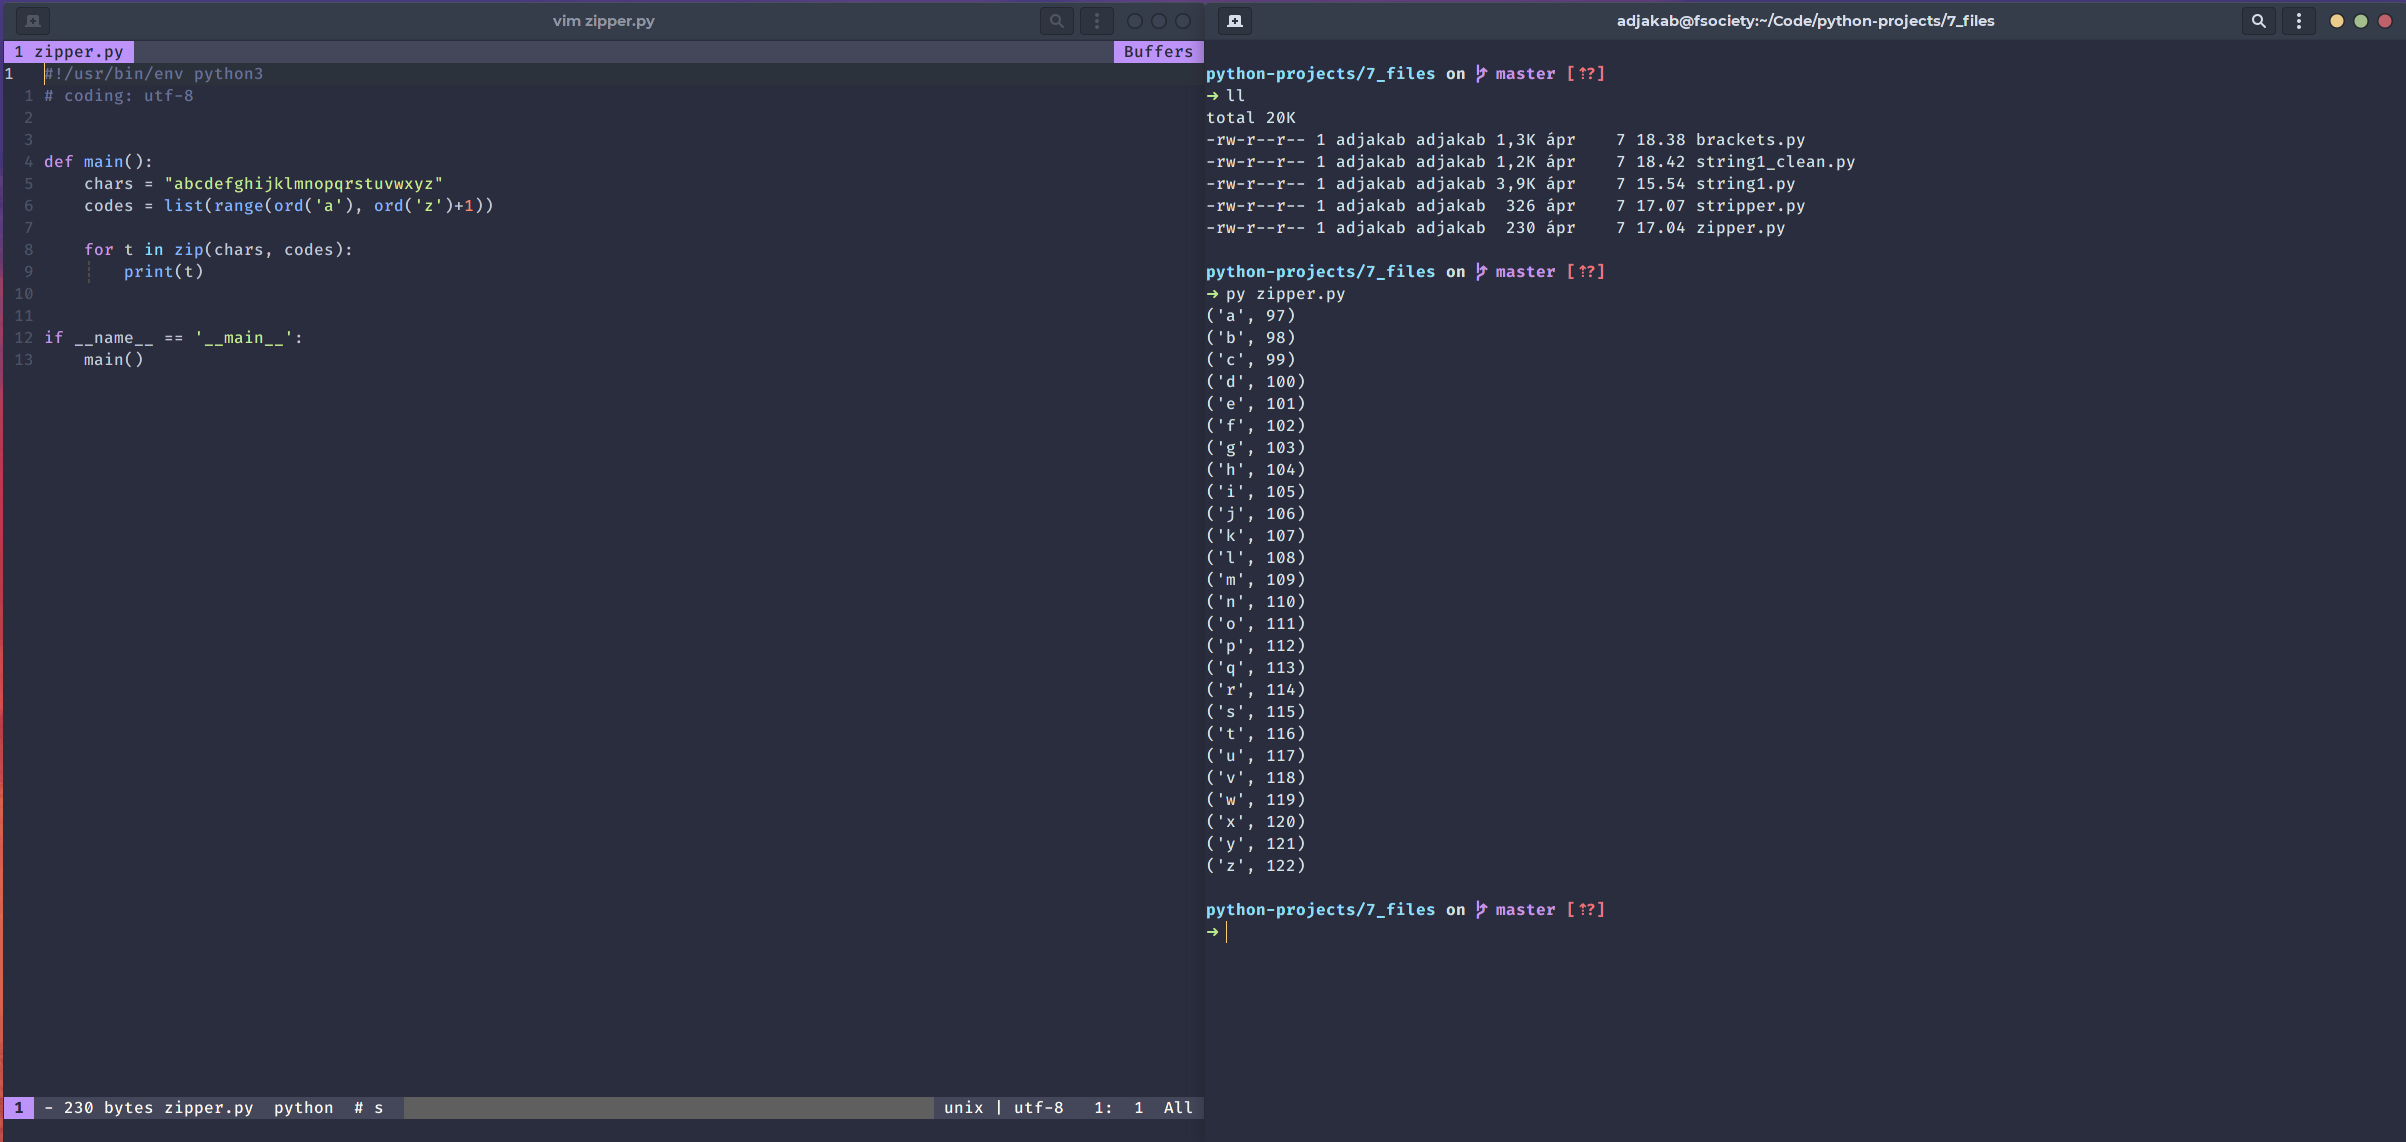 vim zipper.py
1 zipper.py Buffers
1 #!/usr/bin/env python3
1 # coding: utf-8
2
3
4 def main():
5 chars = "abcdefghijklmnopqrstuvwxyz"
6 codes = list(range(ord('a'), ord('z')+1))
7
8 for t in zip(chars, codes):
9 print(t)
10
11
12 if __name__ == '__main__':
13 main()
1 - 230 bytes zipper.py python # s unix | utf-8 1: 1 All
adjakab@fsociety:~/Code/python-projects/7_files
python-projects/7_files on master [⇡?]
➜ ll
total 20K
-rw-r--r-- 1 adjakab adjakab 1,3K ápr 7 18.38 brackets.py
-rw-r--r-- 1 adjakab adjakab 1,2K ápr 7 18.42 string1_clean.py
-rw-r--r-- 1 adjakab adjakab 3,9K ápr 7 15.54 string1.py
-rw-r--r-- 1 adjakab adjakab 326 ápr 7 17.07 stripper.py
-rw-r--r-- 1 adjakab adjakab 230 ápr 7 17.04 zipper.py
python-projects/7_files on master [⇡?]
➜ py zipper.py
('a', 97)
('b', 98)
('c', 99)
('d', 100)
('e', 101)
('f', 102)
('g', 103)
('h', 104)
('i', 105)
('j', 106)
('k', 107)
('l', 108)
('m', 109)
('n', 110)
('o', 111)
('p', 112)
('q', 113)
('r', 114)
('s', 115)
('t', 116)
('u', 117)
('v', 118)
('w', 119)
('x', 120)
('y', 121)
('z', 122)
python-projects/7_files on master [⇡?]
➜